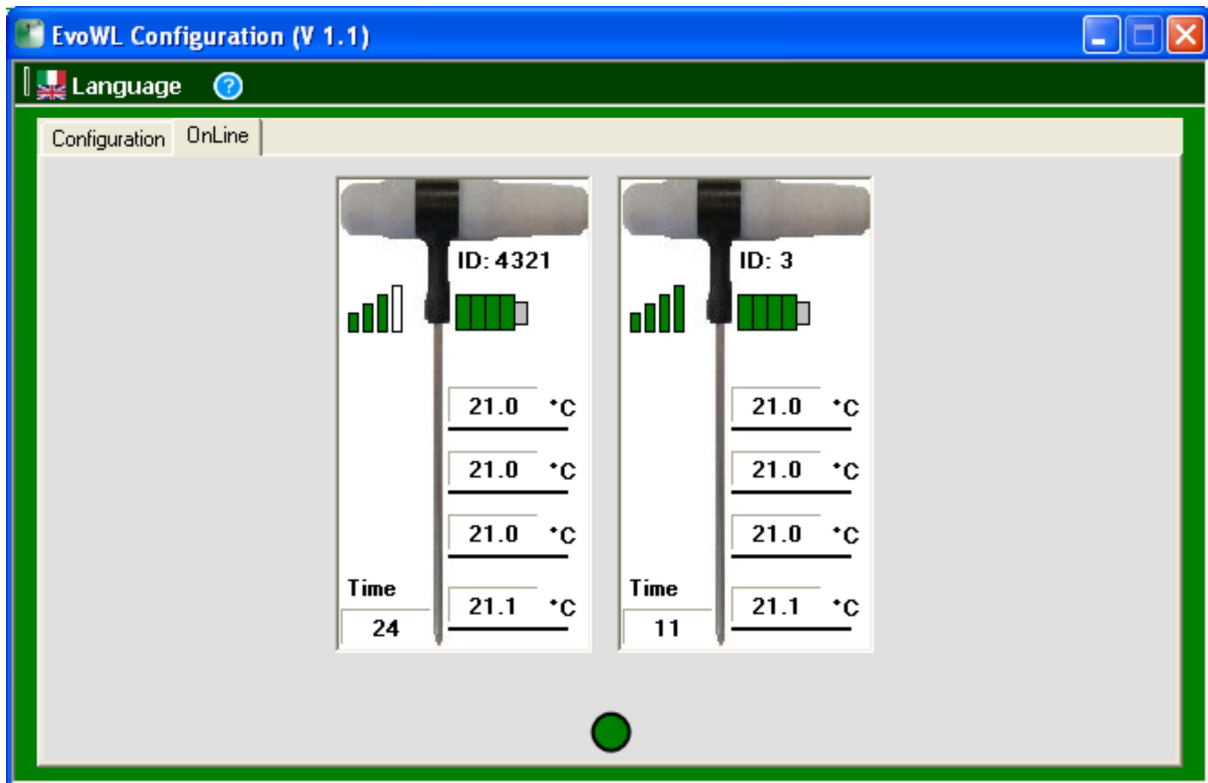 EvoWL Configuration (V 1.1)
Language ?
Configuration OnLine
ID: 4321
21.0 °C
21.0 °C
21.0 °C
Time
21.1 °C
24
ID: 3
21.0 °C
21.0 °C
21.0 °C
Time
21.1 °C
11